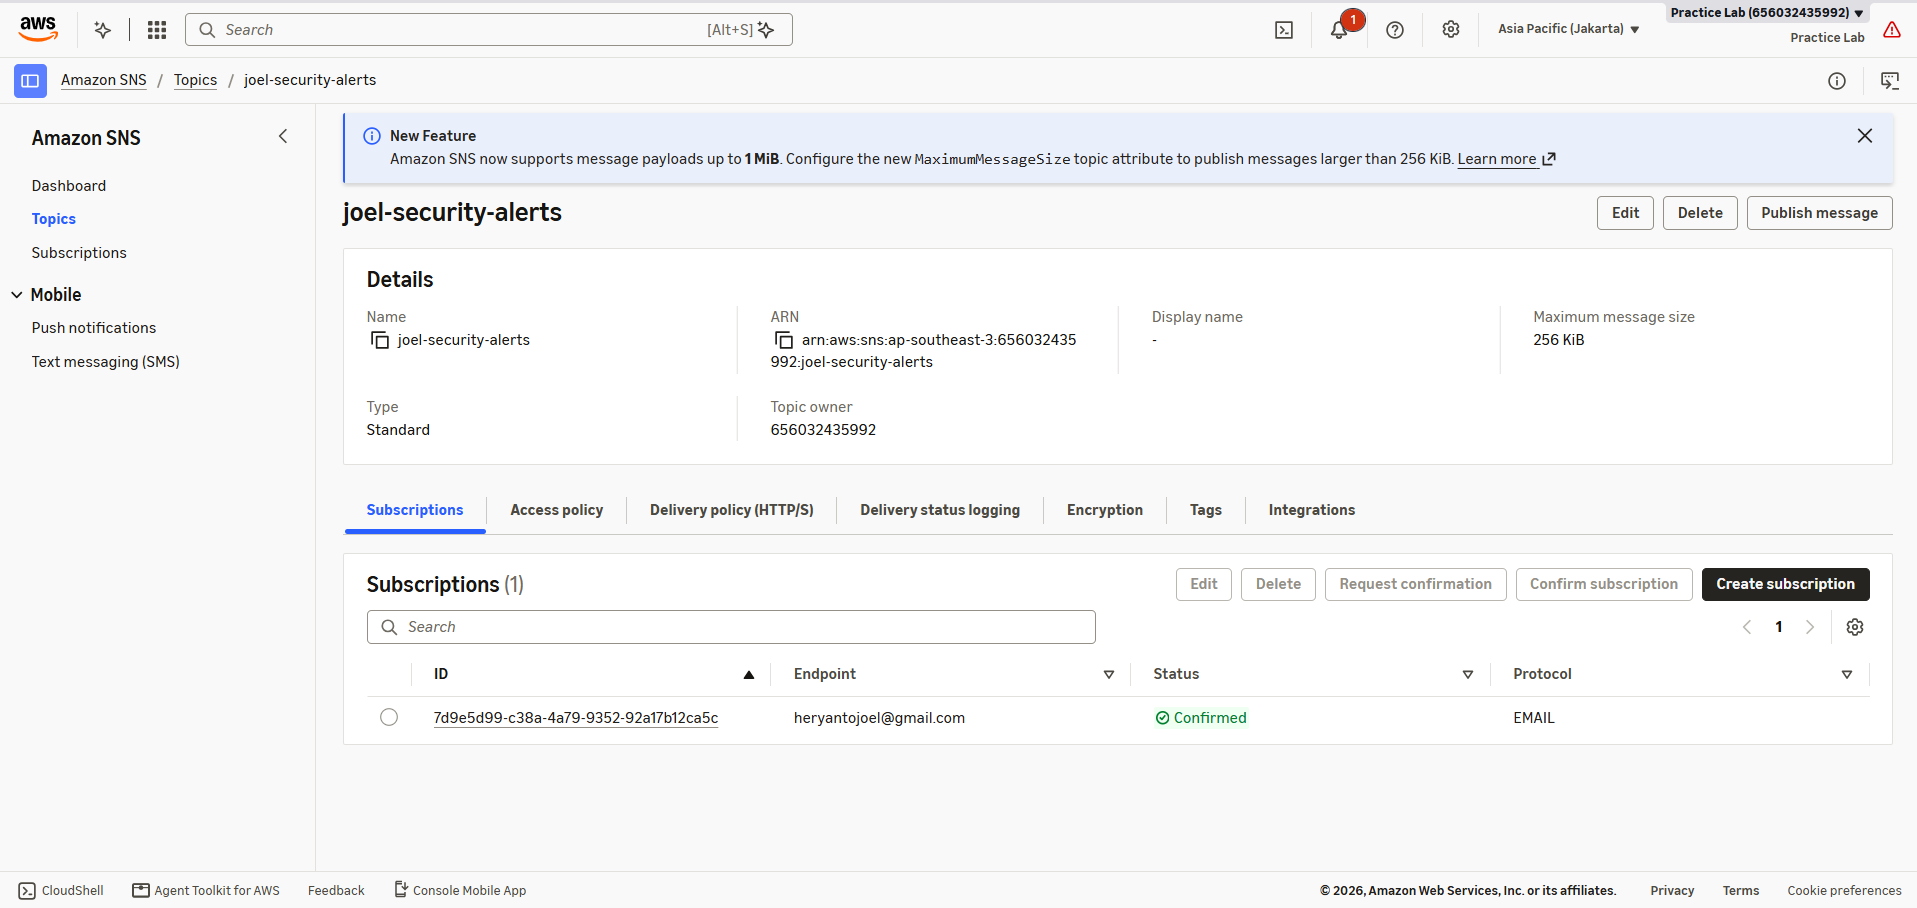 aws
Search
[Alt+S]
1
Asia Pacific (Jakarta)
Practice Lab (656032435992)
Practice Lab
Amazon SNS / Topics / joel-security-alerts
Amazon SNS
Dashboard
Topics
Subscriptions
Mobile
Push notifications
Text messaging (SMS)
New Feature
Amazon SNS now supports message payloads up to 1 MiB. Configure the new MaximumMessageSize topic attribute to publish messages larger than 256 KiB. Learn more
joel-security-alerts
Edit
Delete
Publish message
Details
Name
joel-security-alerts
ARN
arn:aws:sns:ap-southeast-3:656032435
992:joel-security-alerts
Display name
-
Maximum message size
256 KiB
Type
Standard
Topic owner
656032435992
Subscriptions
Access policy
Delivery policy (HTTP/S)
Delivery status logging
Encryption
Tags
Integrations
Subscriptions (1)
Edit
Delete
Request confirmation
Confirm subscription
Create subscription
Search
1
ID
Endpoint
Status
Protocol
7d9e5d99-c38a-4a79-9352-92a17b12ca5c
heryantojoel@gmail.com
Confirmed
EMAIL
CloudShell
Agent Toolkit for AWS
Feedback
Console Mobile App
© 2026, Amazon Web Services, Inc. or its affiliates.
Privacy
Terms
Cookie preferences